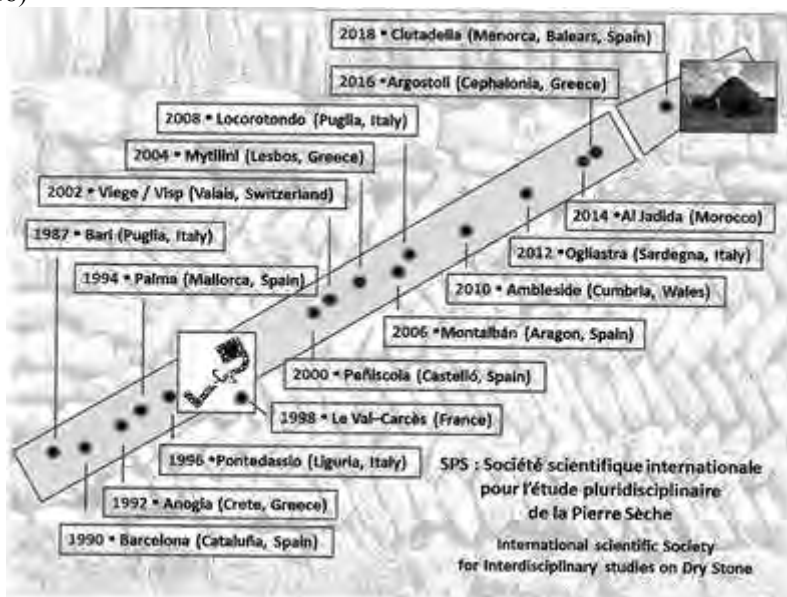 2018 • Ciutadella (Menorca, Balears, Spain)
2016 • Argostoli (Cephalonia, Greece)
2008 • Locorotondo (Puglia, Italy)
2004 • Mytilini (Lesbos, Greece)
2002 • Viege / Visp (Valais, Switzerland)
1987 • Bari (Puglia, Italy)
1994 • Palma (Mallorca, Spain)
2014 • Al Jadida (Morocco)
2012 • Ogliastra (Sardegna, Italy)
2010 • Ambleside (Cumbria, Wales)
2006 • Montalbán (Aragon, Spain)
2000 • Peñiscola (Castelló, Spain)
1998 • Le Val–Carcès (France)
1996 • Pontedassio (Liguria, Italy)
1992 • Anogia (Crete, Greece)
1990 • Barcelona (Cataluña, Spain)
SPS : Société scientifique internationale
pour l'étude pluridisciplinaire
de la Pierre Sèche
International scientific Society
for Interdisciplinary studies on Dry Stone